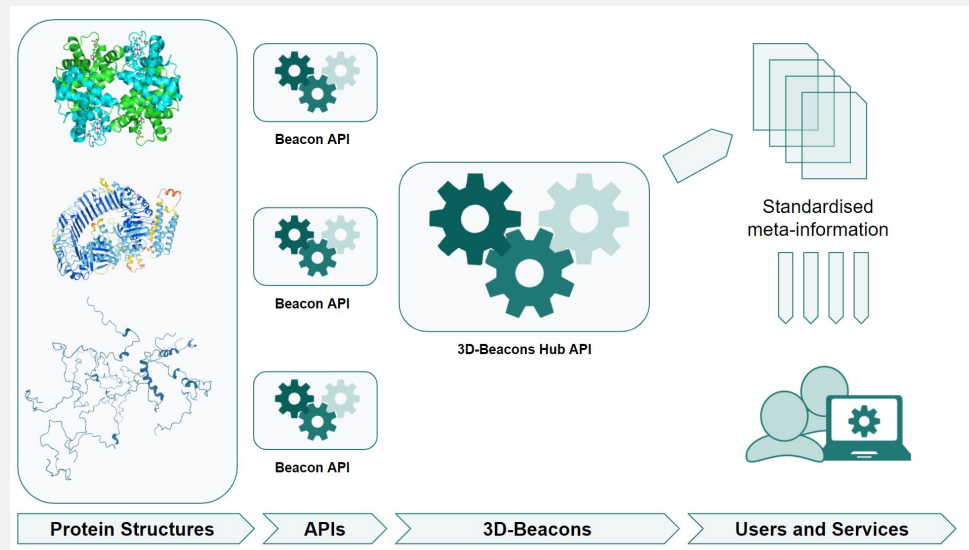 Beacon API
Beacon API
Beacon API
3D-Beacons Hub API
Standardised
meta-information
Protein Structures
APIs
3D-Beacons
Users and Services